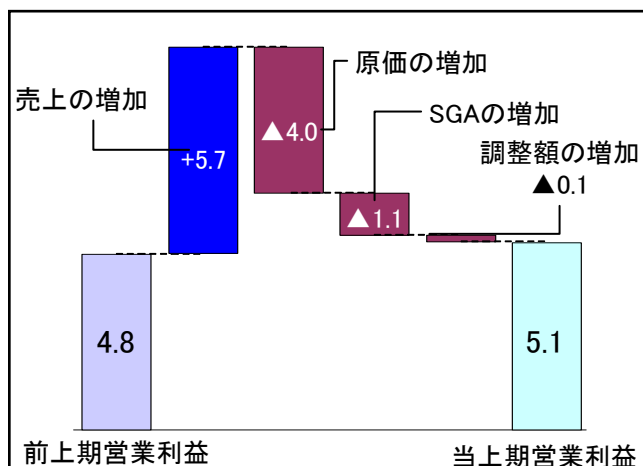 売上の増加
+5.7
原価の増加
▲4.0
SGAの増加
▲1.1
調整額の増加
▲0.1
4.8
5.1
前上期営業利益
当上期営業利益